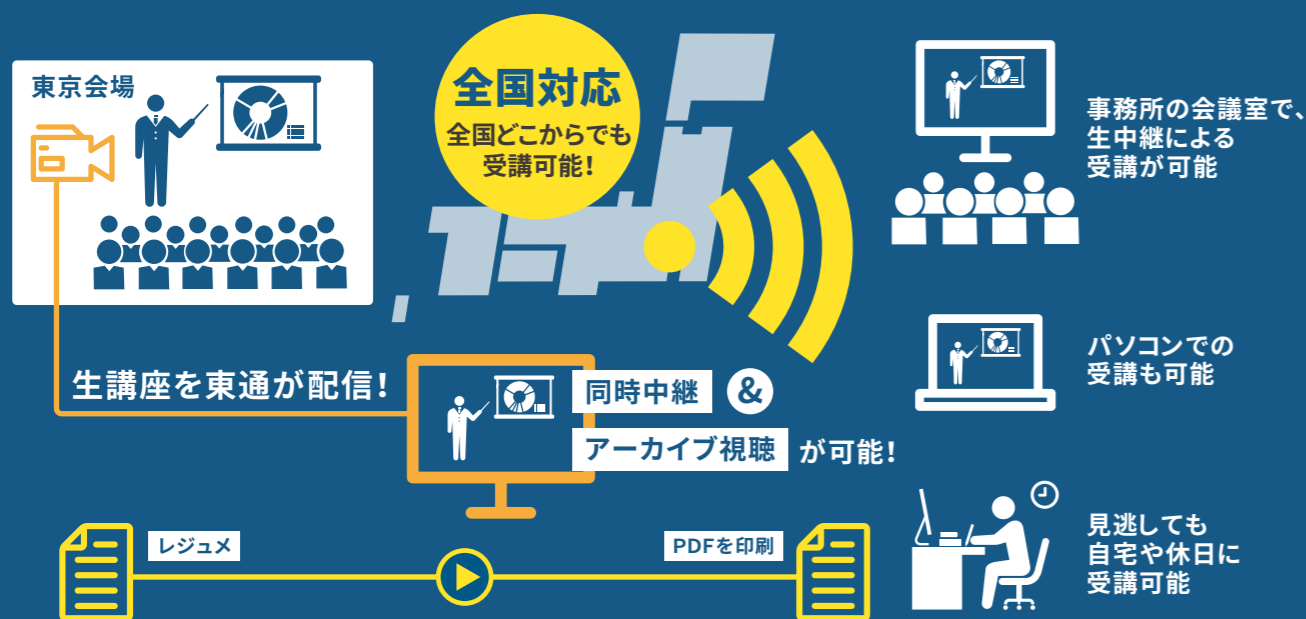 東京会場
全国対応
全国どこからでも
受講可能！
事務所の会議室で、
生中継による
受講が可能
生講座を東通が配信！
同時中継 &
アーカイブ視聴 が可能！
パソコンでの
受講も可能
レジュメ
PDFを印刷
見逃しても
自宅や休日に
受講可能